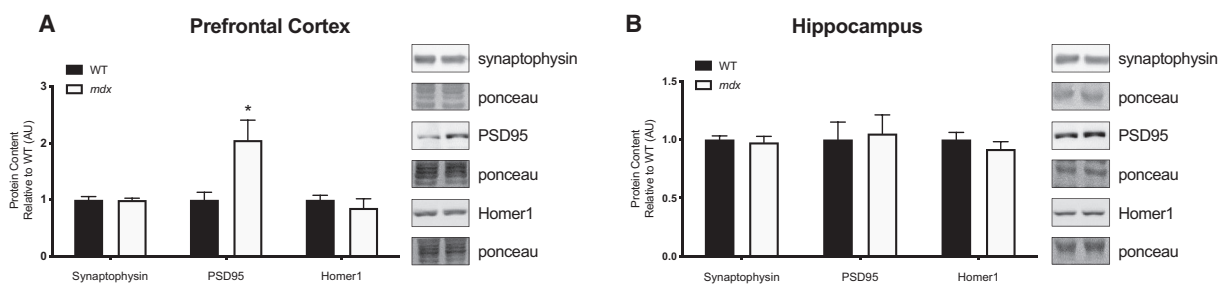 A
Prefrontal Cortex
WT
mdx
Protein Content
Relative to WT (AU)
3
2
1
0
*
Synaptophysin
PSD95
Homer1
synaptophysin
ponceau
PSD95
ponceau
Homer1
ponceau
B
Hippocampus
WT
mdx
Protein Content
Relative to WT (AU)
1.5
1.0
0.5
0.0
Synaptophysin
PSD95
Homer1
synaptophysin
ponceau
PSD95
ponceau
Homer1
ponceau